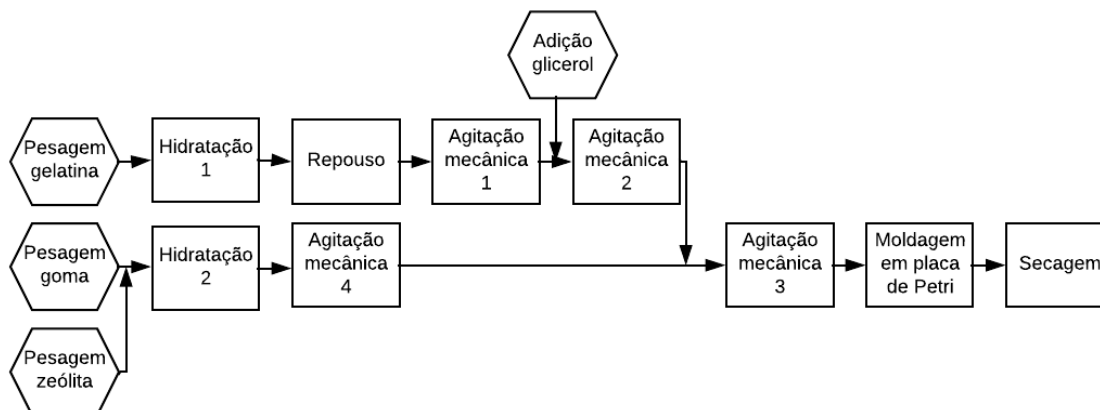 Adição
glicerol
Pesagem
gelatina
Hidratação
1
Repouso
Agitação
mecânica
1
Agitação
mecânica
2
Pesagem
goma
Hidratação
2
Agitação
mecânica
4
Agitação
mecânica
3
Moldagem
em placa
de Petri
Secagem
Pesagem
zeólita